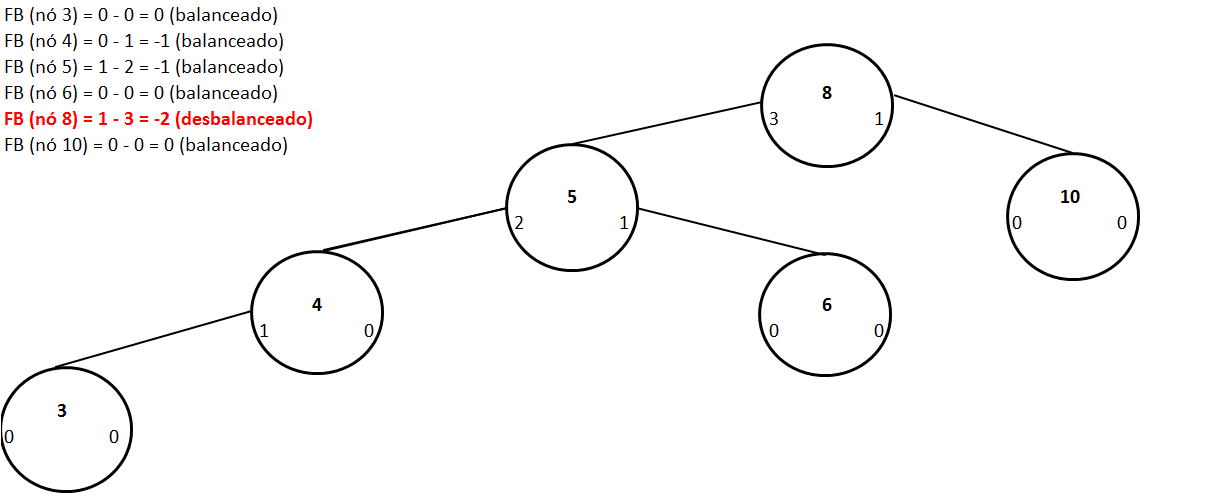 FB (nó 3) = 0 - 0 = 0 (balanceado)
FB (nó 4) = 0 - 1 = -1 (balanceado)
FB (nó 5) = 1 - 2 = -1 (balanceado)
FB (nó 6) = 0 - 0 = 0 (balanceado)
FB (nó 8) = 1 - 3 = -2 (desbalanceado)
FB (nó 10) = 0 - 0 = 0 (balanceado)
8
3 1
5
2 1
10
0 0
4
1 0
6
0 0
3
0 0